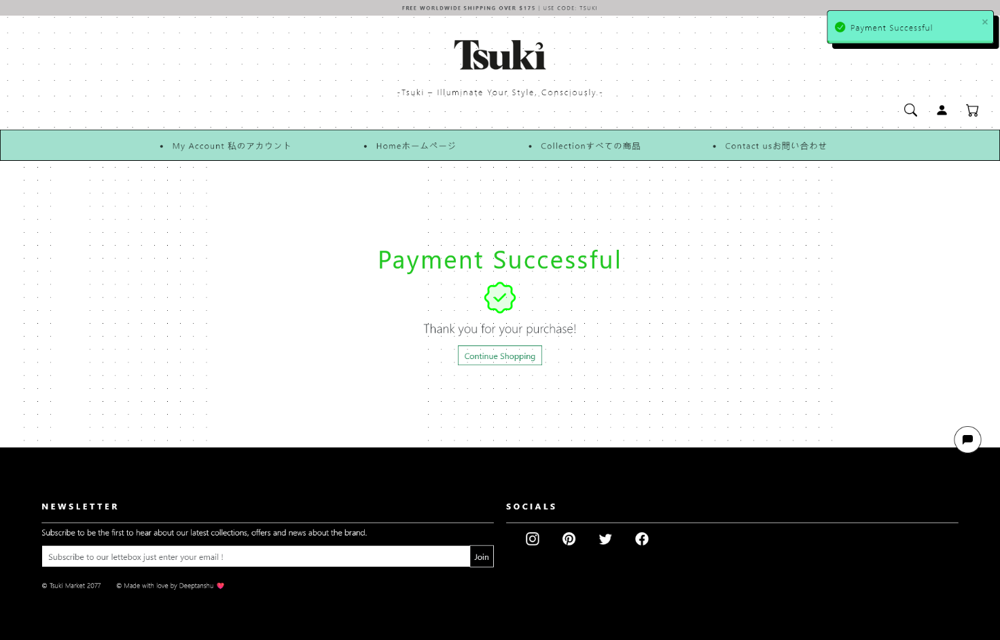 FREE WORLDWIDE SHIPPING OVER $175 | USE CODE: TSUKI
Payment Successful
×
Tsuki
-Tsuki – Illuminate Your Style, Consciously.-
• My Account 私のアカウント
• Homeホームページ
• Collectionすべての商品
• Contact usお問い合わせ
Payment Successful
Thank you for your purchase!
Continue Shopping
NEWSLETTER
Subscribe to be the first to hear about our latest collections, offers and news about the brand.
Subscribe to our lettebox just enter your email !
Join
© Tsuki Market 2077
© Made with love by Deeptanshu
SOCIALS